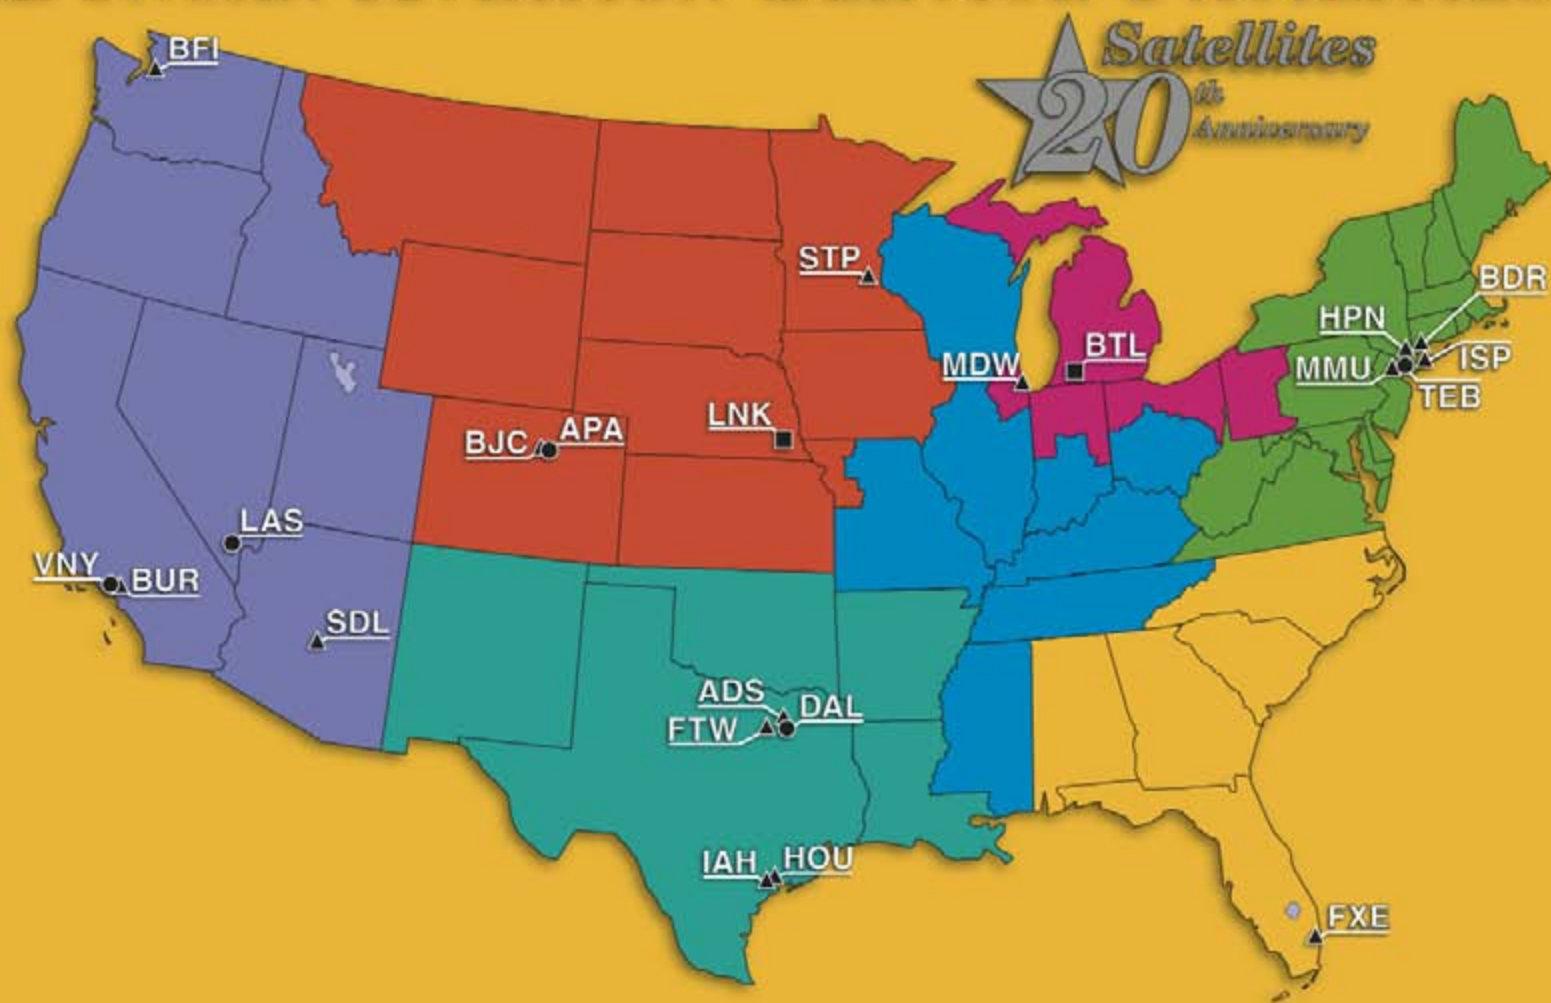 Satellites
20th
Anniversary
BFI
STP
BDR
HPN
ISP
MMU
TEB
MDW
BTL
LNK
BJC
APA
LAS
VNY
BUR
SDL
ADS
DAL
FTW
IAH
HOU
FXE